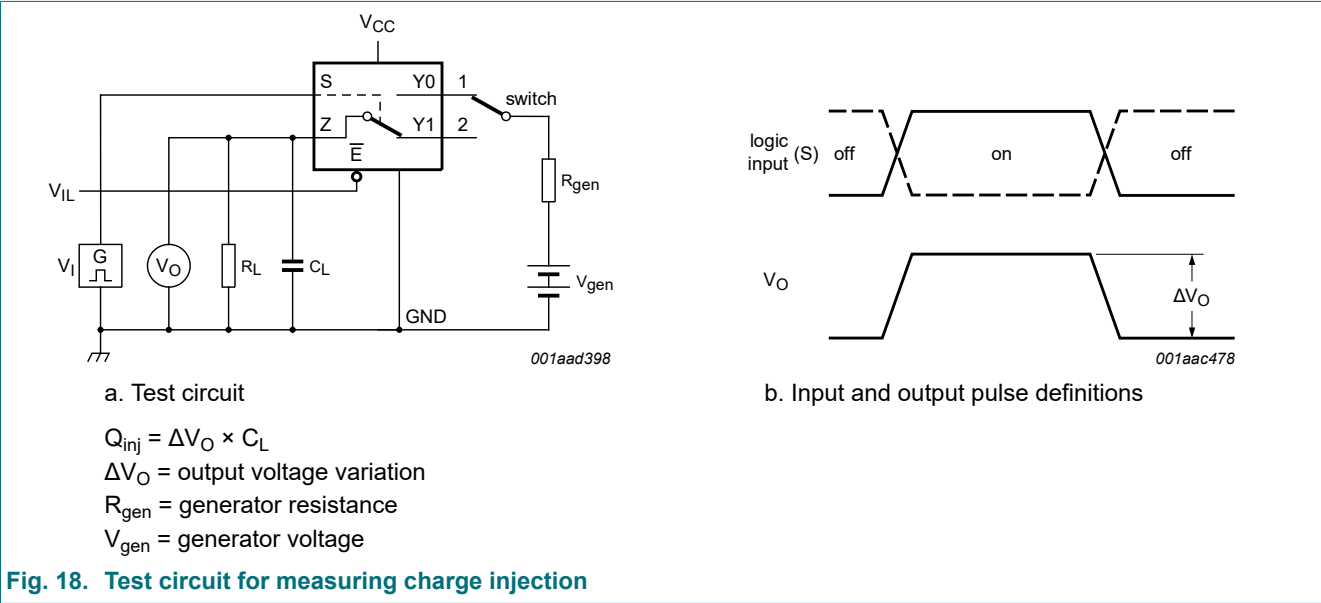 VCC
S
Y0
1
switch
Z
Y1
2
E̅
Rgen
VIL
VI
G
VO
RL
CL
Vgen
GND
001aad398
a. Test circuit
Qinj = ΔVO × CL
ΔVO = output voltage variation
Rgen = generator resistance
Vgen = generator voltage
logic
input
(S)
off
on
off
VO
ΔVO
001aac478
b. Input and output pulse definitions
Fig. 18. Test circuit for measuring charge injection